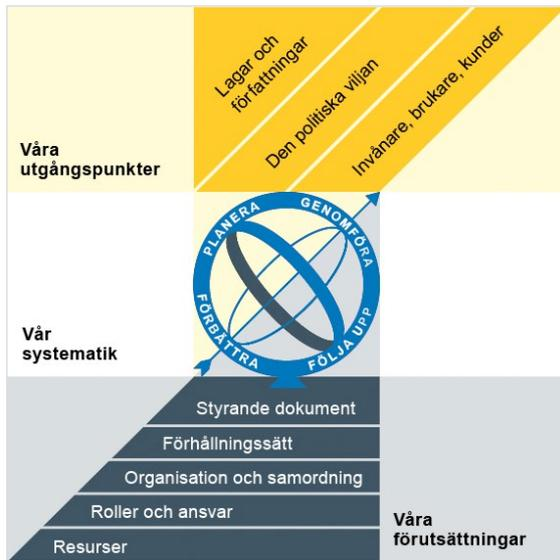 Lagar och
författningar
Den politiska viljan
Invånare, brukare, kunder
Våra
utgångspunkter
PLANERA
GENOMFÖRA
FÖLJA UPP
FÖRBÄTTRA
Vår
systematik
Styrande dokument
Förhållningssätt
Organisation och samordning
Roller och ansvar
Resurser
Våra
förutsättningar